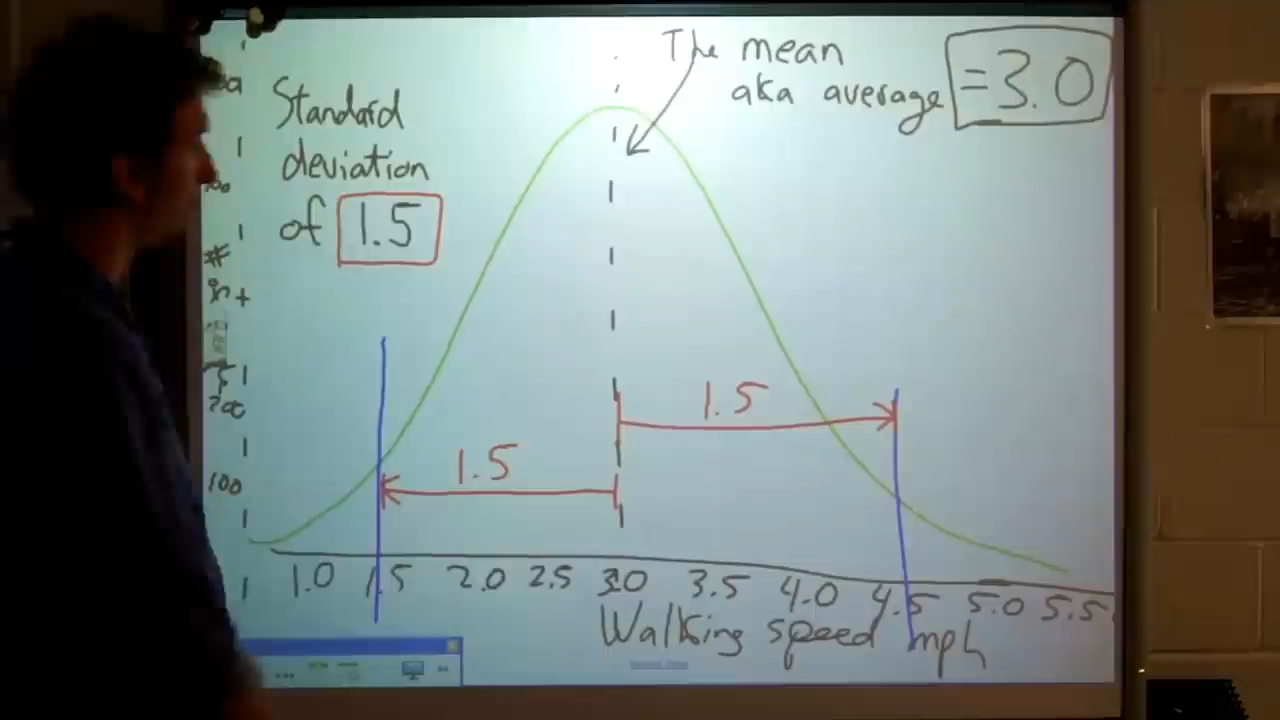 The mean
aka average = 3.0
Standard
deviation
of 1.5
#
in
200
100
1.5
1.5
1.0 1.5 2.0 2.5 3.0 3.5 4.0 4.5 5.0 5.5
Walking speed mph